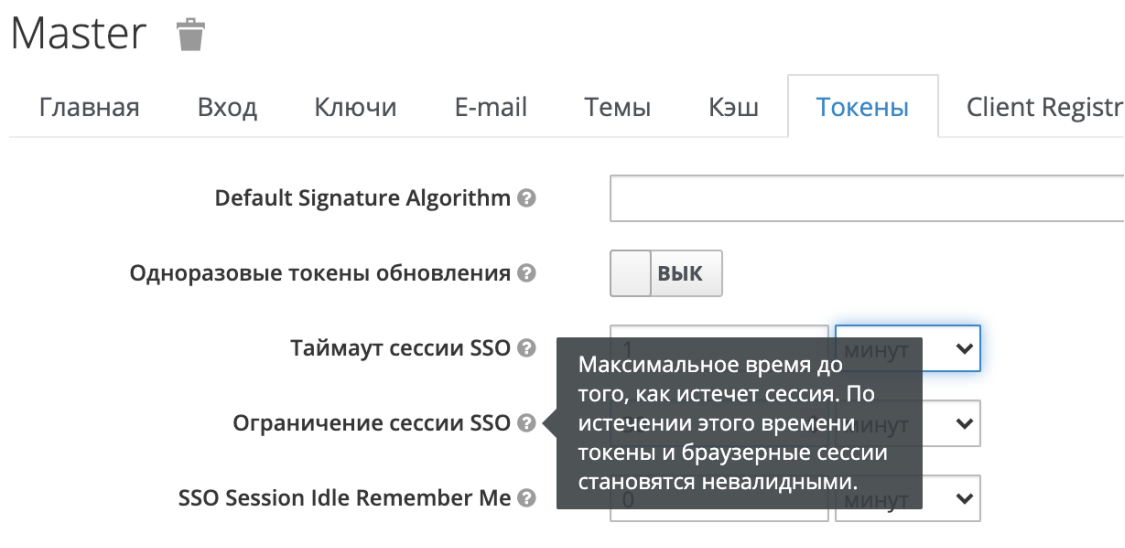 Master
Главная Вход Ключи E-mail Темы Кэш Токены Client Registr
Default Signature Algorithm
Одноразовые токены обновления ВЫК
Таймаут сессии SSO 1 минут
Максимальное время до
того, как истечет сессия. По
Ограничение сессии SSO истечении этого времени минут
токены и браузерные сессии
становятся невалидными.
SSO Session Idle Remember Me 0 минут